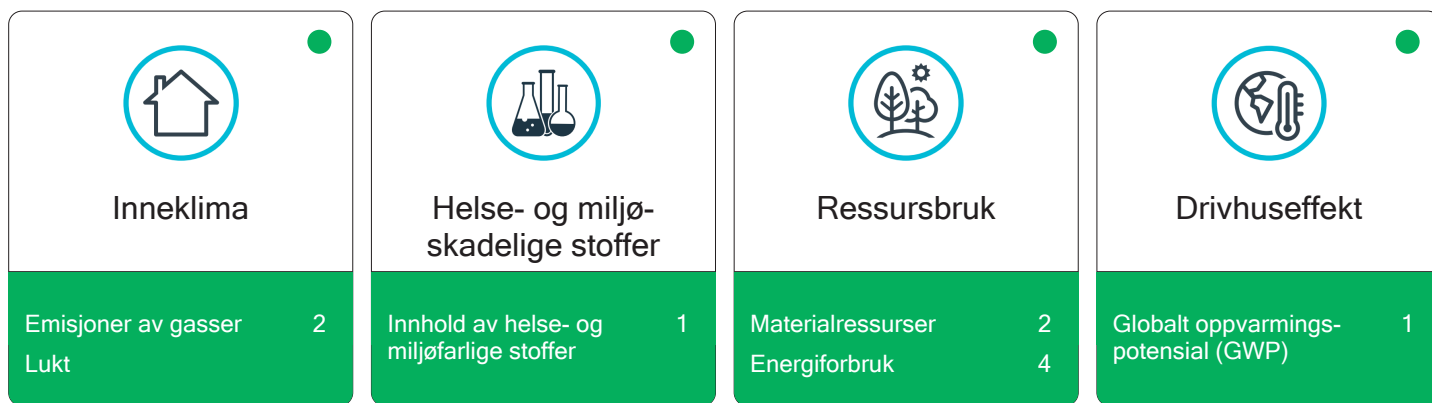 Inneklima
Emisjoner av gasser 2
Lukt
Helse- og miljø-
skadelige stoffer
Innhold av helse- og 1
miljøfarlige stoffer
Ressursbruk
Materialressurser 2
Energiforbruk 4
Drivhuseffekt
Globalt oppvarmings- 1
potensial (GWP)